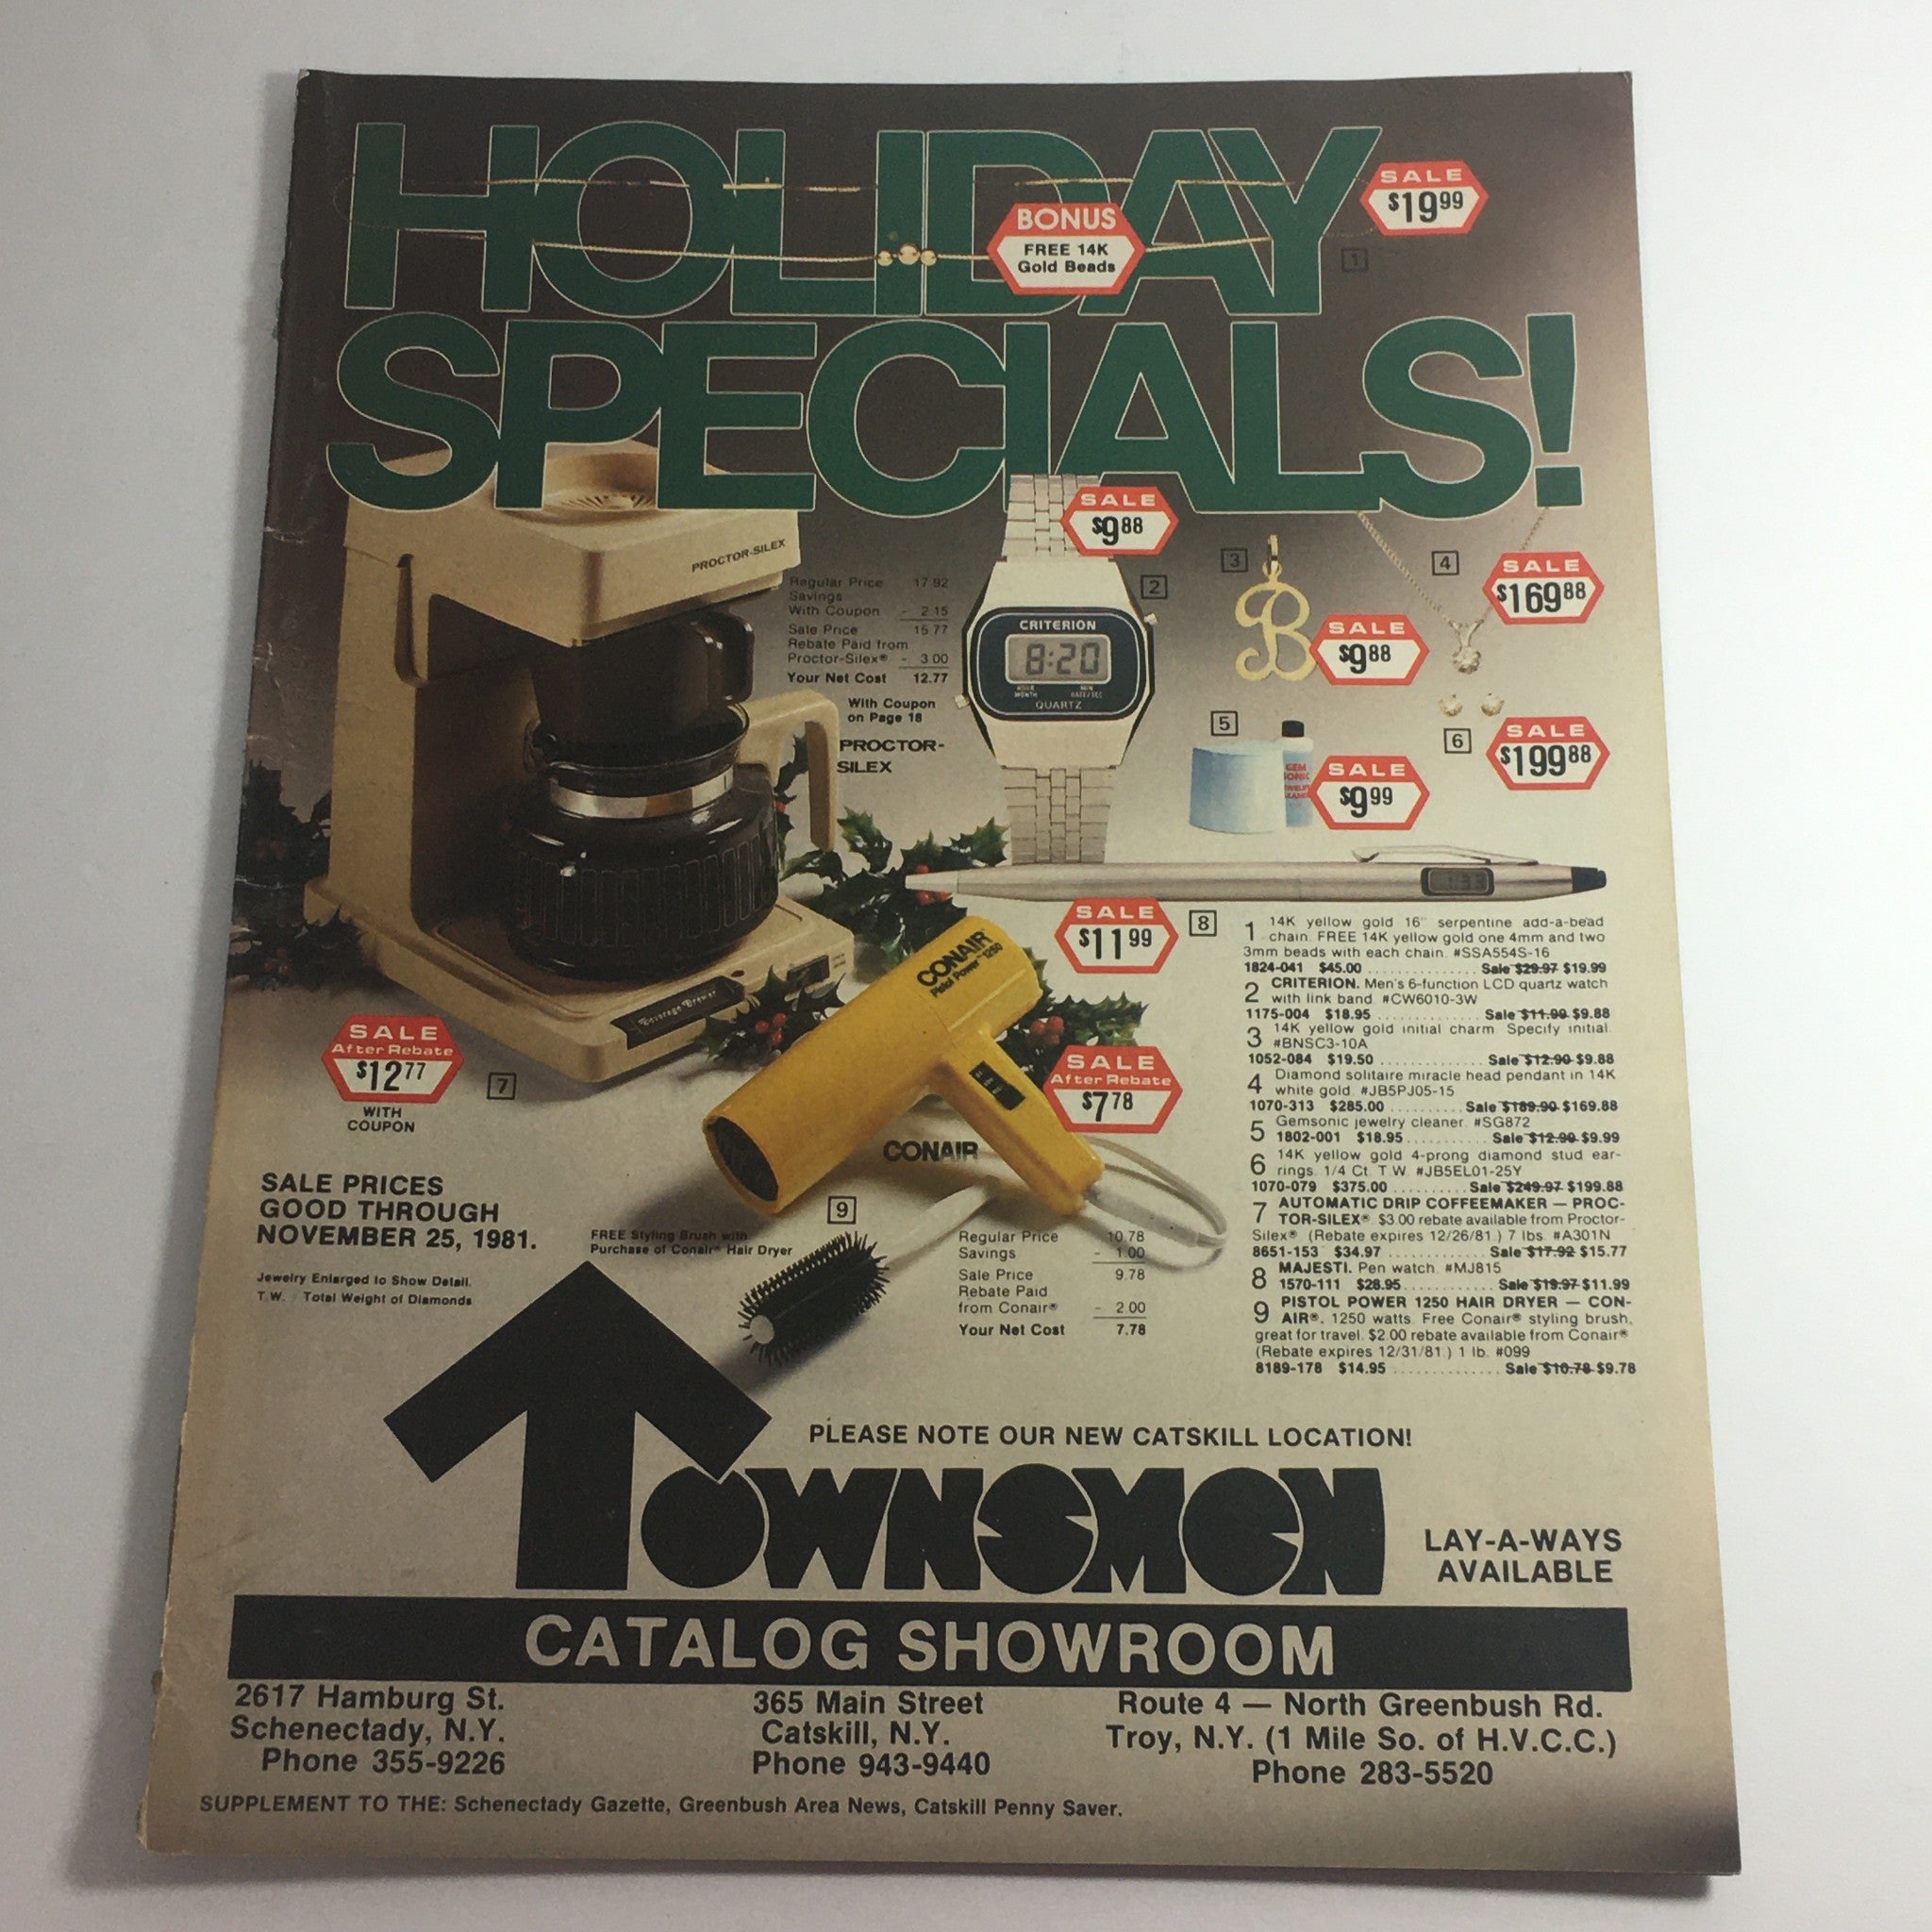 HOLIDAY
SPECIALS!
SALE
$19.99
BONUS
FREE 14K
Gold Beads
1
PROCTOR-SILEX
Regular Price 17.92
Savings
With Coupon - 2.15
Sale Price 15.77
Rebate Paid from
Proctor-Silex® - 3.00
Your Net Cost 12.77
With Coupon
on Page 18
PROCTOR-
SILEX
SALE
$9.88
2
CRITERION
8:20
QUARTZ
3
SALE
$9.88
4
SALE
$169.88
5
GEM
SONIC
SALE
$9.99
6
SALE
$199.88
SALE
$11.99
8
CONAIR
Pistol Power 1250
Beverage Brewer
SALE
After Rebate
$12.77
WITH
COUPON
7
SALE
After Rebate
$7.78
CONAIR
9
SALE PRICES
GOOD THROUGH
NOVEMBER 25, 1981.
Jewelry Enlarged to Show Detail.
T.W. Total Weight of Diamonds
FREE Styling Brush with
Purchase of Conair® Hair Dryer
Regular Price 10.78
Savings - 1.00
Sale Price 9.78
Rebate Paid
from Conair® - 2.00
Your Net Cost 7.78
1 14K yellow gold 16" serpentine add-a-bead
chain. FREE 14K yellow gold one 4mm and two
3mm beads with each chain. #SSA554S-16
1824-041 $45.00 .............. Sale $29.97 $19.99
2 CRITERION. Men's 6-function LCD quartz watch
with link band. #CW6010-3W
1175-004 $18.95 .............. Sale $11.90 $9.88
3 14K yellow gold initial charm. Specify initial.
#BNSC3-10A
1052-084 $19.50 .............. Sale $12.90 $9.88
4 Diamond solitaire miracle head pendant in 14K
white gold. #JB5PJ05-15
1070-313 $285.00 .......... Sale $189.90 $169.88
5 Gemsonic jewelry cleaner. #SG872
1802-001 $18.95 ........... Sale $12.90 $9.99
6 14K yellow gold 4-prong diamond stud ear-
rings. 1/4 Ct. T.W. #JB5EL01-25Y
1070-079 $375.00 .......... Sale $249.97 $199.88
7 AUTOMATIC DRIP COFFEEMAKER — PROC-
TOR-SILEX®. $3.00 rebate available from Proctor-
Silex® (Rebate expires 12/26/81.) 7 lbs. #A301N
8651-153 $34.97 ............. Sale $17.92 $15.77
8 MAJESTI. Pen watch. #MJ815
1570-111 $28.95 ............ Sale $19.97 $11.99
9 PISTOL POWER 1250 HAIR DRYER — CON-
AIR®. 1250 watts. Free Conair® styling brush,
great for travel. $2.00 rebate available from Conair®
(Rebate expires 12/31/81.) 1 lb. #099
8189-178 $14.95 ............. Sale $10.78 $9.78
PLEASE NOTE OUR NEW CATSKILL LOCATION!
TOWNSMEN
LAY-A-WAYS
AVAILABLE
CATALOG SHOWROOM
2617 Hamburg St. 365 Main Street Route 4 — North Greenbush Rd.
Schenectady, N.Y. Catskill, N.Y. Troy, N.Y. (1 Mile So. of H.V.C.C.)
Phone 355-9226 Phone 943-9440 Phone 283-5520
SUPPLEMENT TO THE: Schenectady Gazette, Greenbush Area News, Catskill Penny Saver.